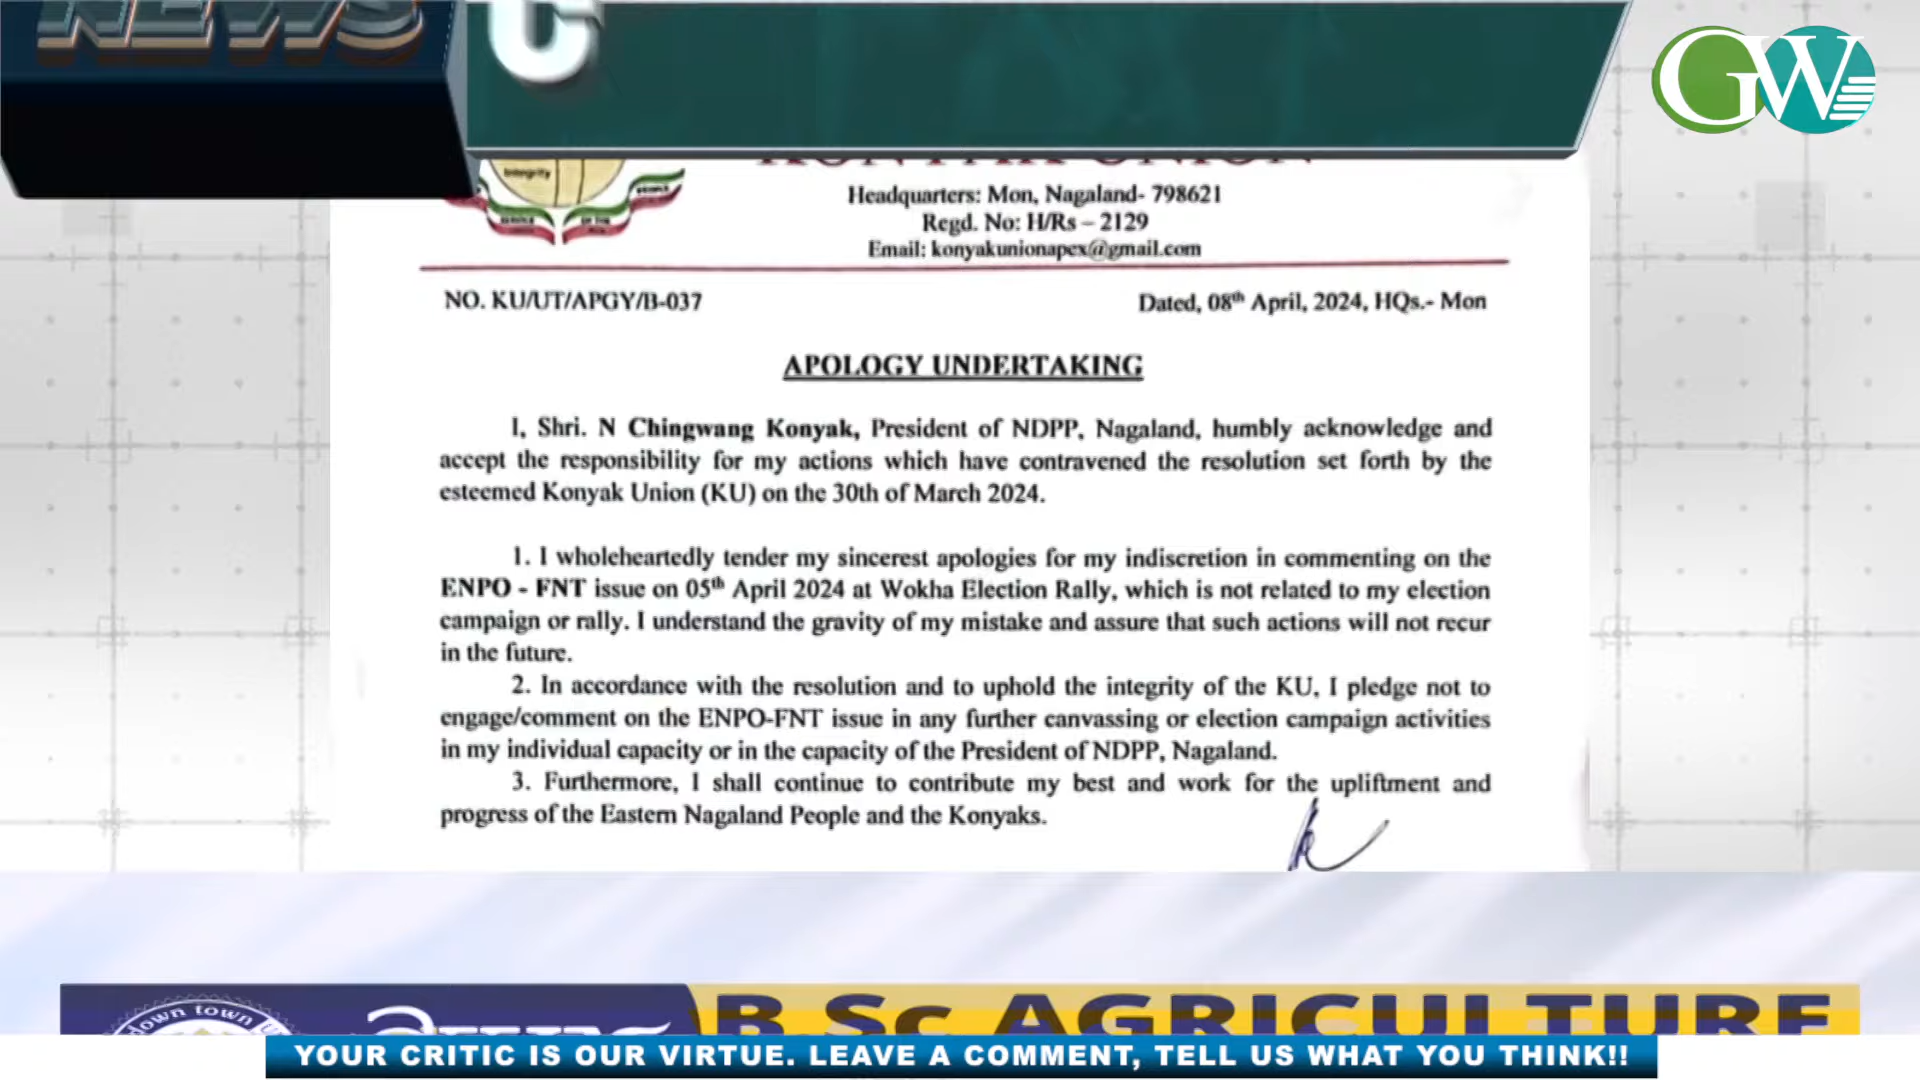 NEWS
GW
KONYAK UNION
Integrity
Headquarters: Mon, Nagaland- 798621
Regd. No: H/Rs – 2129
Email: konyakunionapex@gmail.com
NO. KU/UT/APGY/B-037
Dated, 08th April, 2024, HQs.- Mon
APOLOGY UNDERTAKING
I, Shri. N Chingwang Konyak, President of NDPP, Nagaland, humbly acknowledge and
accept the responsibility for my actions which have contravened the resolution set forth by the
esteemed Konyak Union (KU) on the 30th of March 2024.
1. I wholeheartedly tender my sincerest apologies for my indiscretion in commenting on the
ENPO - FNT issue on 05th April 2024 at Wokha Election Rally, which is not related to my election
campaign or rally. I understand the gravity of my mistake and assure that such actions will not recur
in the future.
2. In accordance with the resolution and to uphold the integrity of the KU, I pledge not to
engage/comment on the ENPO-FNT issue in any further canvassing or election campaign activities
in my individual capacity or in the capacity of the President of NDPP, Nagaland.
3. Furthermore, I shall continue to contribute my best and work for the upliftment and
progress of the Eastern Nagaland People and the Konyaks.
down town U
B.Sc AGRICULTURE
YOUR CRITIC IS OUR VIRTUE. LEAVE A COMMENT, TELL US WHAT YOU THINK!!